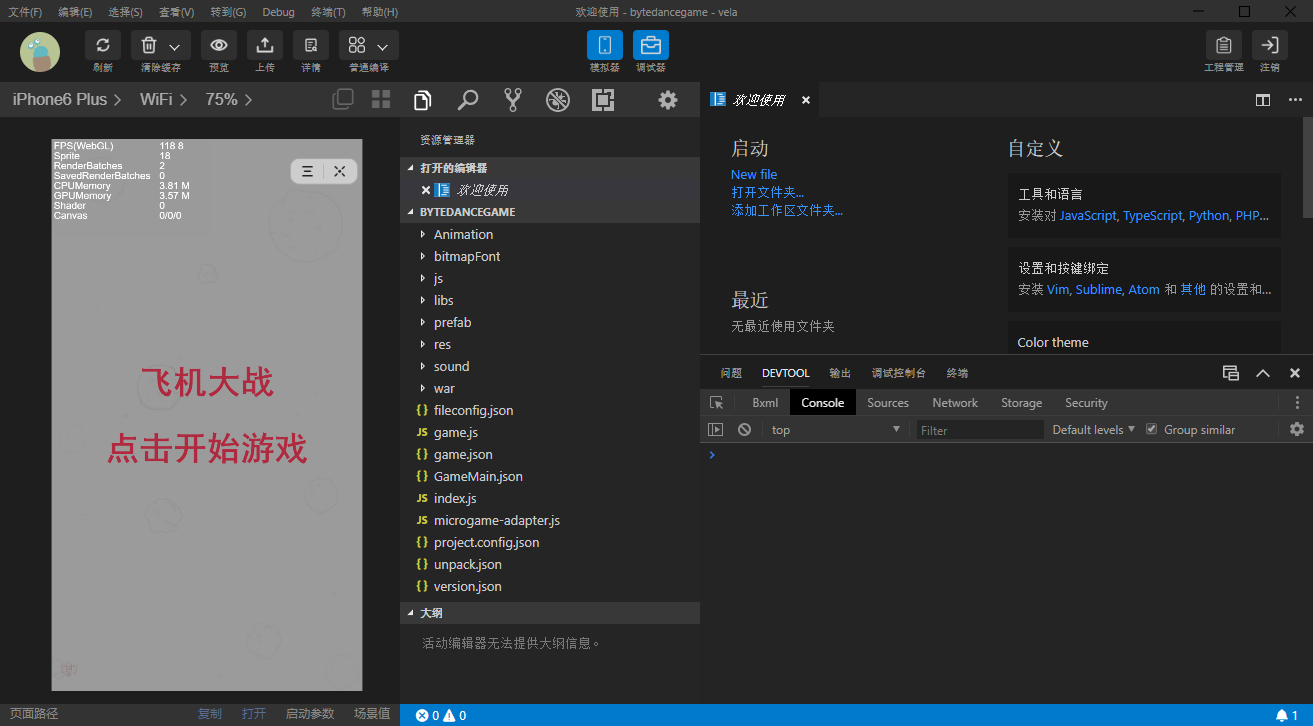 文件(F) 编辑(E) 选择(S) 查看(V) 转到(G) Debug 终端(T) 帮助(H) 欢迎使用 - bytedancegame - vela
刷新 清除缓存 预览 上传 详情 普通编译 模拟器 调试器 工程管理 注销
iPhone6 Plus WiFi 75%
FPS(WebGL) 118 8
Sprite 18
RenderBatches 2
SavedRenderBatches 0
CPUMemory 3.81 M
GPUMemory 3.57 M
Shader 0
Canvas 0/0/0
飞机大战
点击开始游戏
页面路径 复制 打开 启动参数 场景值
资源管理器
打开的编辑器
欢迎使用
BYTEDANCEGAME
Animation
bitmapFont
js
libs
prefab
res
sound
war
{ } fileconfig.json
JS game.js
{ } game.json
{ } GameMain.json
JS index.js
JS microgame-adapter.js
{ } project.config.json
{ } unpack.json
{ } version.json
大纲
活动编辑器无法提供大纲信息。
0 0
欢迎使用
启动
New file
打开文件夹...
添加工作区文件夹...
最近
无最近使用文件夹
自定义
工具和语言
安装对 JavaScript, TypeScript, Python, PHP...
设置和按键绑定
安装 Vim, Sublime, Atom 和 其他 的设置和...
Color theme
问题 DEVTOOL 输出 调试控制台 终端
Bxml Console Sources Network Storage Security
top Filter Default levels Group similar
1